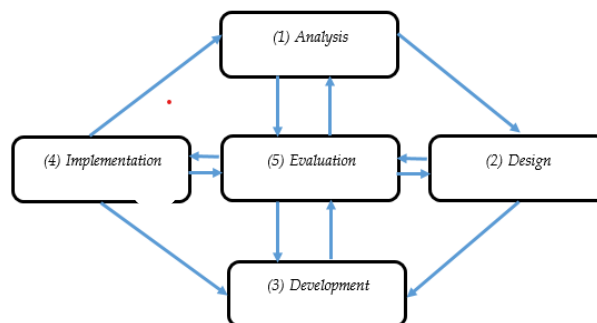 (1) Analysis
(4) Implementation
(5) Evaluation
(2) Design
(3) Development